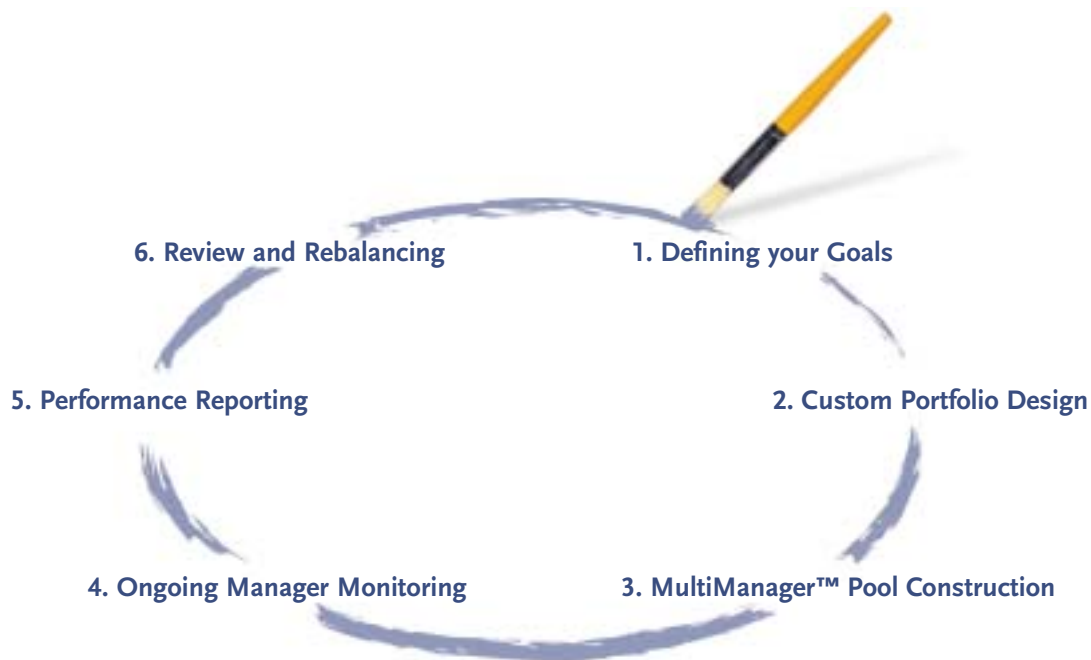 6. Review and Rebalancing
1. Defining your Goals
5. Performance Reporting
2. Custom Portfolio Design
4. Ongoing Manager Monitoring
3. MultiManager™ Pool Construction